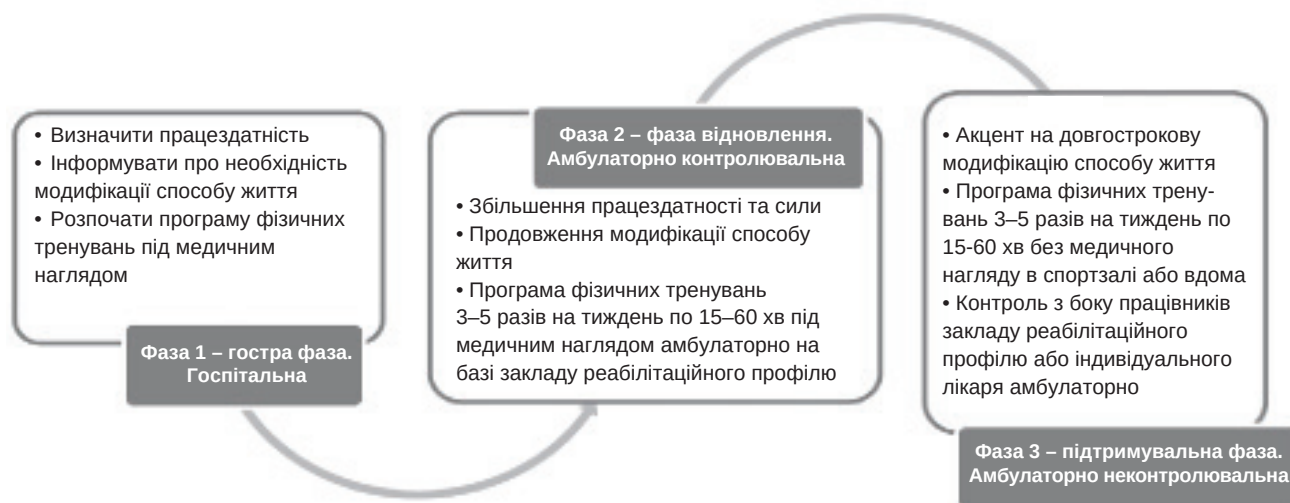 • Визначити працездатність
• Інформувати про необхідність
модифікації способу життя
• Розпочати програму фізичних
тренувань під медичним
наглядом
Фаза 1 – гостра фаза.
Госпітальна
Фаза 2 – фаза відновлення.
Амбулаторно контролювальна
• Збільшення працездатності та сили
• Продовження модифікації способу
життя
• Програма фізичних тренувань
3–5 разів на тиждень по 15–60 хв під
медичним наглядом амбулаторно на
базі закладу реабілітаційного профілю
• Акцент на довгострокову
модифікацію способу життя
• Програма фізичних трену-
вань 3–5 разів на тиждень по
15-60 хв без медичного
нагляду в спортзалі або вдома
• Контроль з боку працівників
закладу реабілітаційного
профілю або індивідуального
лікаря амбулаторно
Фаза 3 – підтримувальна фаза.
Амбулаторно неконтролювальна